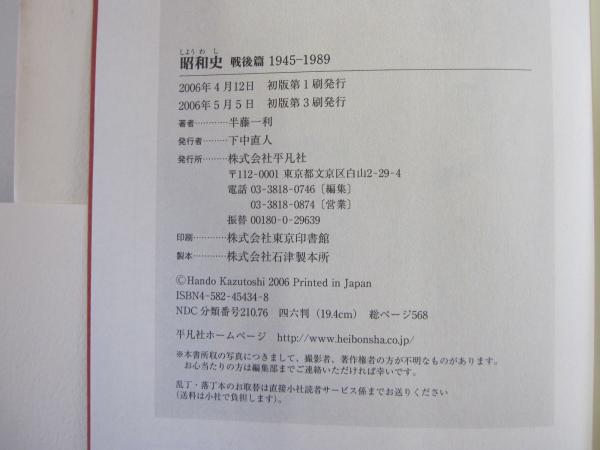 しようわし
昭和史 戦後篇 1945-1989
2006年4月12日 初版第1刷発行
2006年5月5日 初版第3刷発行
著者…………半藤一利
発行者………下中直人
発行所………株式会社平凡社
〒112-0001 東京都文京区白山2-29-4
電話 03-3818-0746〔編集〕
03-3818-0874〔営業〕
振替 00180-0-29639
印刷…………株式会社東京印書館
製本…………株式会社石津製本所
©Hando Kazutoshi 2006 Printed in Japan
ISBN4-582-45434-8
NDC分類番号210.76 四六判(19.4cm) 総ページ568
平凡社ホームページ http://www.heibonsha.co.jp/
※本書所収の写真につきまして、撮影者、著作権者の方が不明なものがあります。
お心当たりの方は編集部までご連絡いただければ幸いです。
乱丁・落丁本のお取替は直接小社読者サービス係までお送りください
(送料は小社で負担します)。